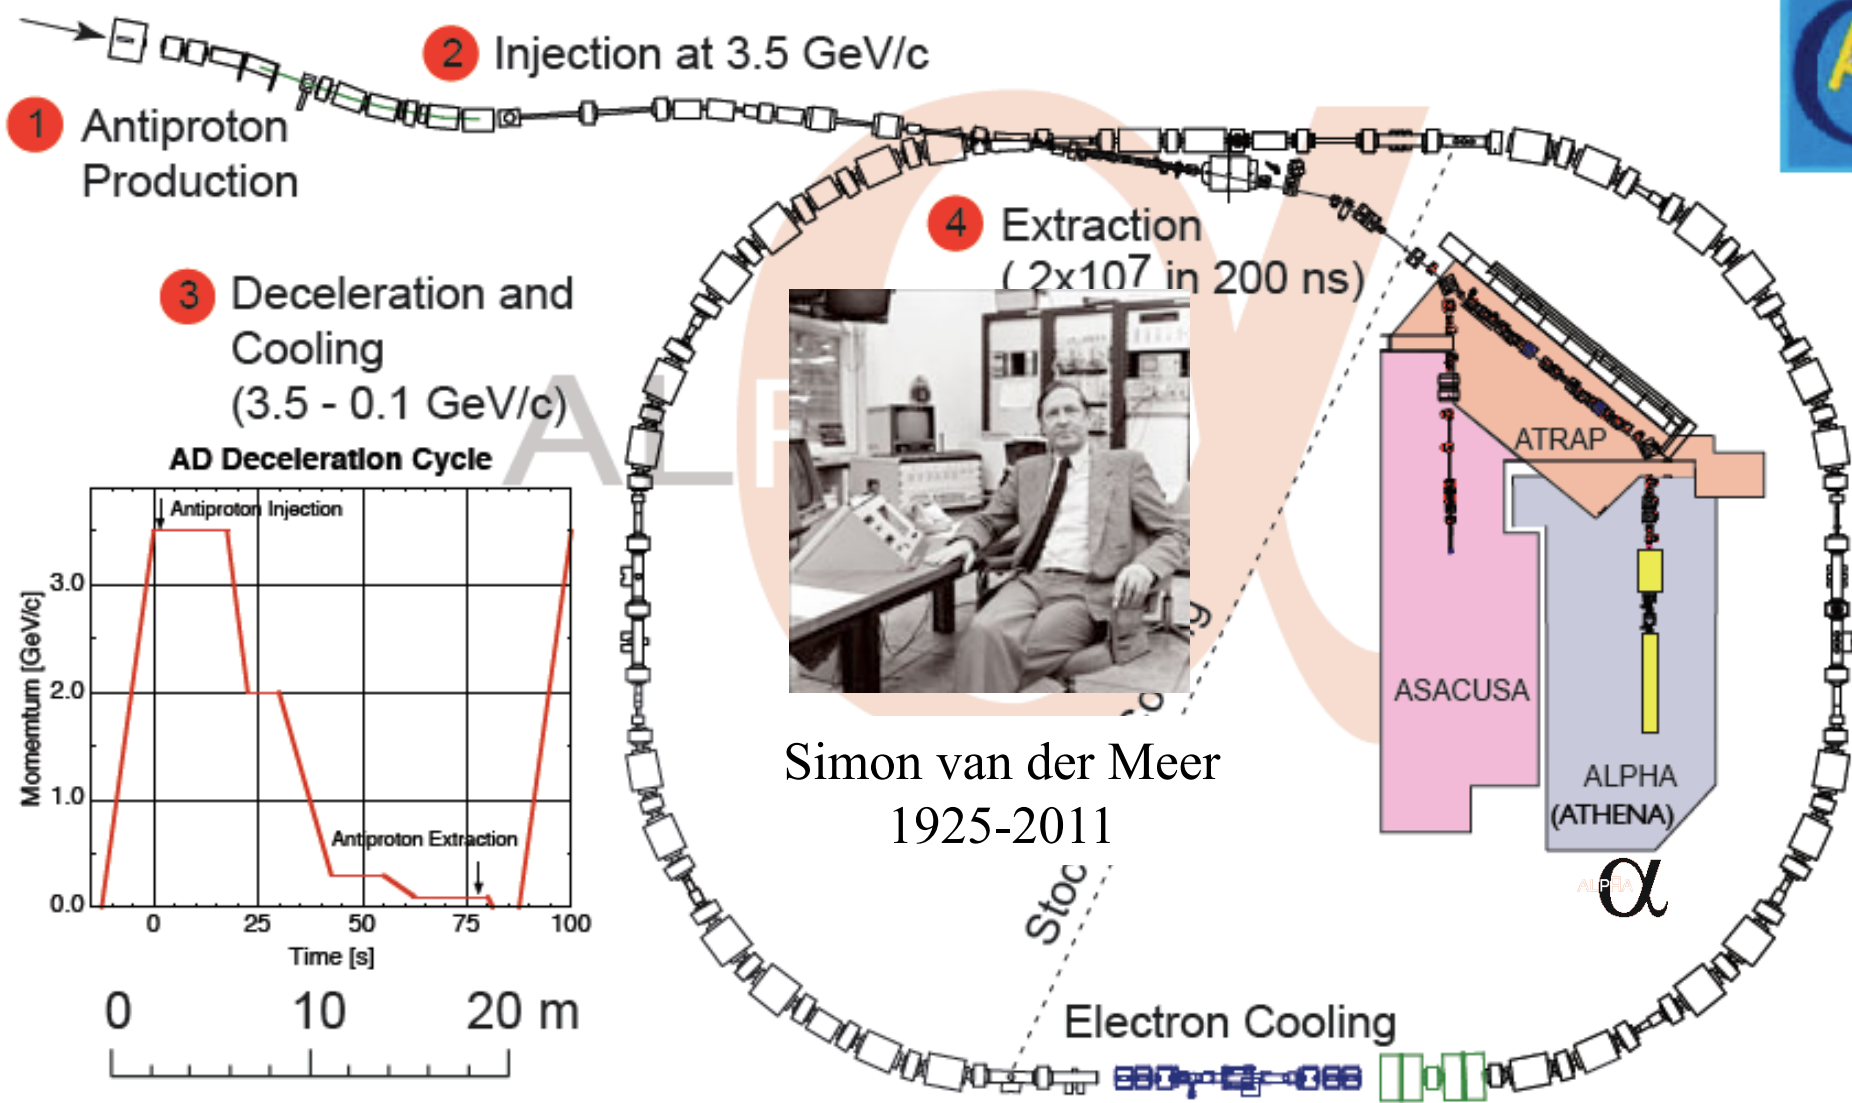 1 Antiproton
Production
2 Injection at 3.5 GeV/c
3 Deceleration and
Cooling
(3.5 - 0.1 GeV/c)
4 Extraction
( 2x10⁷ in 200 ns)
AD Deceleration Cycle
Antiproton Injection
Antiproton Extraction
Momemtum [GeV/c]
3.0
2.0
1.0
0.0
0 25 50 75 100
Time [s]
0 10 20 m
Simon van der Meer
1925-2011
Electron Cooling
ATRAP
ASACUSA
ALPHA
(ATHENA)
α
ALPHA